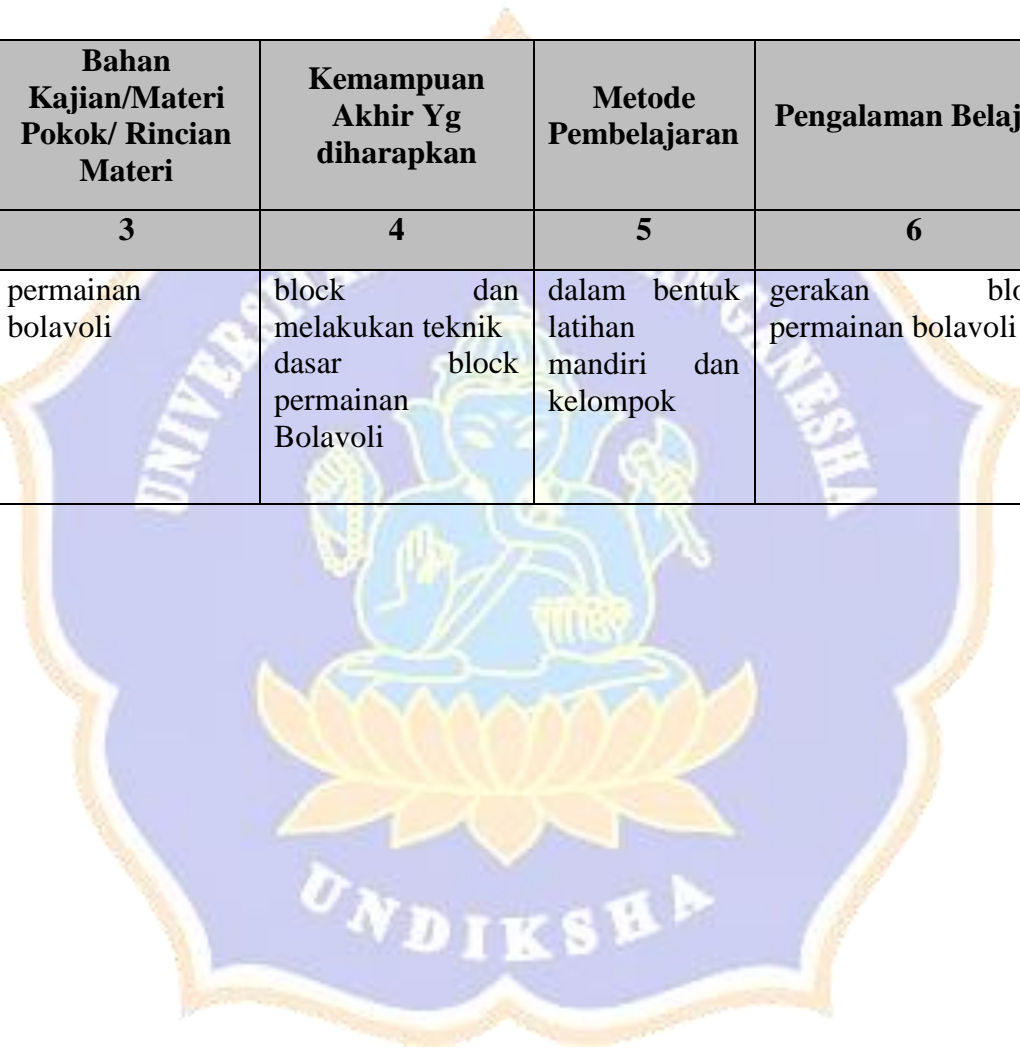 Bahan
Kajian/Materi
Pokok/ Rincian
Materi
Kemampuan
Akhir Yg
diharapkan
Metode
Pembelajaran
Pengalaman
3
4
5
6
permainan
bolavoli
block dan
melakukan teknik
dasar block
permainan
Bolavoli
dalam bentuk
latihan
mandiri dan
kelompok
gerakan
permainan bolavoli
UNDIKSHA